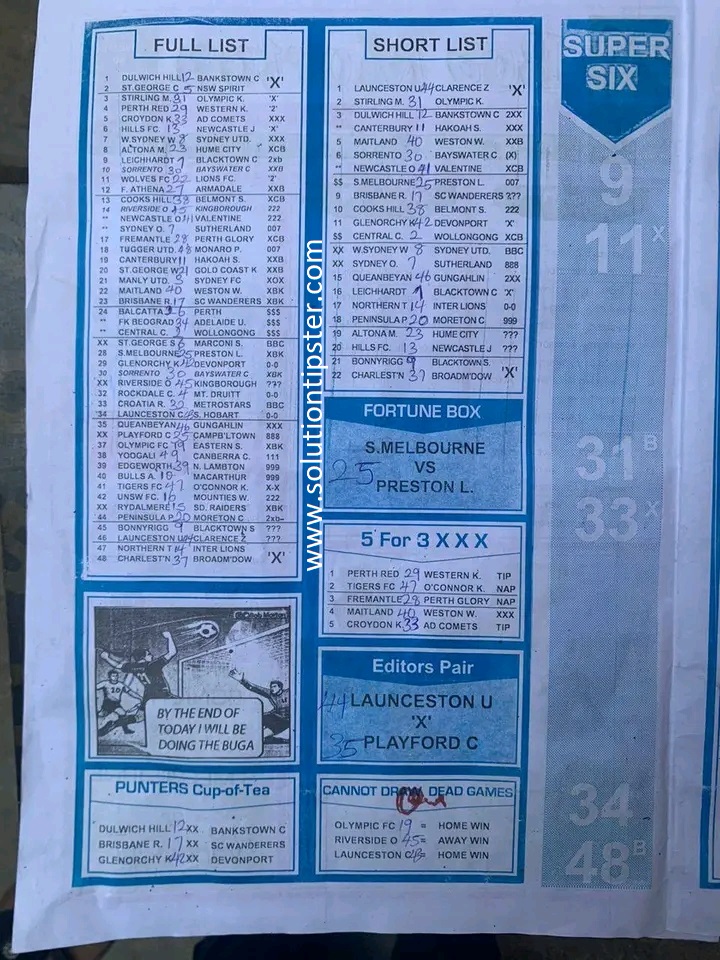 FULL LIST
1 DULWICH HILL 12 BANKSTOWN C 'X'
2 ST.GEORGE C 5 NSW SPIRIT
3 STIRLING M. 31 OLYMPIC K. 'X'
4 PERTH RED 29 WESTERN K. '2'
5 CROYDON K 33 AD COMETS XXX
6 HILLS FC. 13 NEWCASTLE J 'X'
7 W.SYDNEY W 8 SYDNEY UTD. XXX
8 ALTONA M. 23 HUME CITY XCB
9 LEICHHARDT 1 BLACKTOWN C 2xb
10 SORRENTO 30 BAYSWATER C XXB
11 WOLVES FC 22 LIONS FC. '2'
12 F. ATHENA 27 ARMADALE XXB
13 COOKS HILL 38 BELMONT S. XCB
14 RIVERSIDE O 45 KINGBOROUGH 222
** NEWCASTLE O 41 VALENTINE 222
** SYDNEY O. 7 SUTHERLAND 007
17 FREMANTLE 28 PERTH GLORY XCB
18 TUGGER UTD. 48 MONARO P. 007
19 CANTERBURY 11 HAKOAH S. XXB
20 ST.GEORGE W 21 GOLD COAST K XXB
21 MANLY UTD. 3 SYDNEY FC XOX
22 MAITLAND 40 WESTON W. XBK
23 BRISBANE R. 17 SC WANDERERS XBK
24 BALCATTA 26 PERTH $$$
** FK BEOGRAD 34 ADELAIDE U. $$$
** CENTRAL C. 2 WOLLONGONG $$$
XX ST.GEORGE S 6 MARCONI S. BBC
28 S.MELBOURNE 25 PRESTON L. XBK
29 GLENORCHY K 42 DEVONPORT 0-0
30 SORRENTO 30 BAYSWATER C XBK
XX RIVERSIDE O 45 KINGBOROUGH ???
32 ROCKDALE C. 4 MT. DRUITT 0-0
33 CROATIA R. METROSTARS BBC
'34 LAUNCESTON C S. HOBART 0-0
35 QUEANBEYAN 46 GUNGAHLIN XXX
XX PLAYFORD C CAMPB'LTOWN 888
37 OLYMPIC FC 19 EASTERN S. XBK
38 YOOGALI 49 CANBERRA C. 111
39 EDGEWORTH 39 N. LAMBTON 999
40 BULLS A. 10 MACARTHUR 999
41 TIGERS FC 47 O'CONNOR K. X-X
42 UNSW FC. 16 MOUNTIES W. 222
XX RYDALMERE 15 SD. RAIDERS XBK
44 PENINSULA P 20 MORETON C 2xb
45 BONNYRIGG 9 BLACKTOWN S ???
46 LAUNCESTON U 44 CLARENCE Z ???
47 NORTHERN T 14 INTER LIONS
48 CHARLEST'N 37 BROADM'DOW 'X'
BY THE END OF
TODAY I WILL BE
DOING THE BUGA
PUNTERS Cup-of-Tea
DULWICH HILL 12 XX BANKSTOWN C
BRISBANE R. 17 XX SC WANDERERS
GLENORCHY K 42 XX DEVONPORT
SHORT LIST
1 LAUNCESTON U 44 CLARENCE Z 'X'
2 STIRLING M. 31 OLYMPIC K.
3 DULWICH HILL 12 BANKSTOWN C 2XX
** CANTERBURY 11 HAKOAH S. XXX
5 MAITLAND 40 WESTON W. XXB
6 SORRENTO 30 BAYSWATER C (X)
** NEWCASTLE O 41 VALENTINE XCB
$$ S.MELBOURNE 25 PRESTON L. 007
9 BRISBANE R. 17 SC WANDERERS ???
10 COOKS HILL 38 BELMONT S. 222
11 GLENORCHY K 42 DEVONPORT 'X'
$$ CENTRAL C. 2 WOLLONGONG XCB
XX W.SYDNEY W 8 SYDNEY UTD. BBC
XX SYDNEY O. 7 SUTHERLAND 888
15 QUEANBEYAN 46 GUNGAHLIN 2XX
16 LEICHHARDT 1 BLACKTOWN C 'X'
17 NORTHERN T 14 INTER LIONS 0-0
18 PENINSULA P 20 MORETON C 999
19 ALTONA M. 23 HUME CITY ???
20 HILLS FC. 13 NEWCASTLE J ???
21 BONNYRIGG 9 BLACKTOWN S.
22 CHARLEST'N 37 BROADM'DOW 'X'
FORTUNE BOX
S.MELBOURNE
25 VS
PRESTON L.
5 For 3 X X X
1 PERTH RED 29 WESTERN K. TIP
2 TIGERS FC 47 O'CONNOR K. NAP
3 FREMANTLE 28 PERTH GLORY NAP
4 MAITLAND 40 WESTON W. XXX
5 CROYDON K 33 AD COMETS TIP
Editors Pair
44 LAUNCESTON U
'X'
35 PLAYFORD C
CANNOT DRAW, DEAD GAMES
OLYMPIC FC 19 = HOME WIN
RIVERSIDE O 45 = AWAY WIN
LAUNCESTON C = HOME WIN
SUPER
SIX
9
11 X
31 B
33 X
34
48 B
www.solutiontipster.com